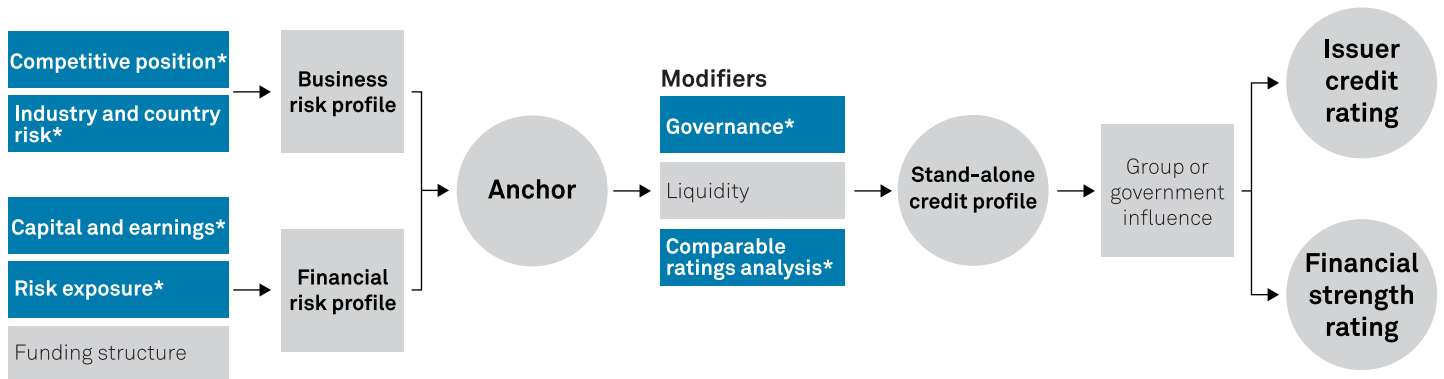 Competitive position*
Industry and country
risk*
Business
risk profile
Capital and earnings*
Risk exposure*
Funding structure
Financial
risk profile
Anchor
Modifiers
Governance*
Liquidity
Comparable
ratings analysis*
Stand-alone
credit profile
Group or
government
influence
Issuer
credit
rating
Financial
strength
rating